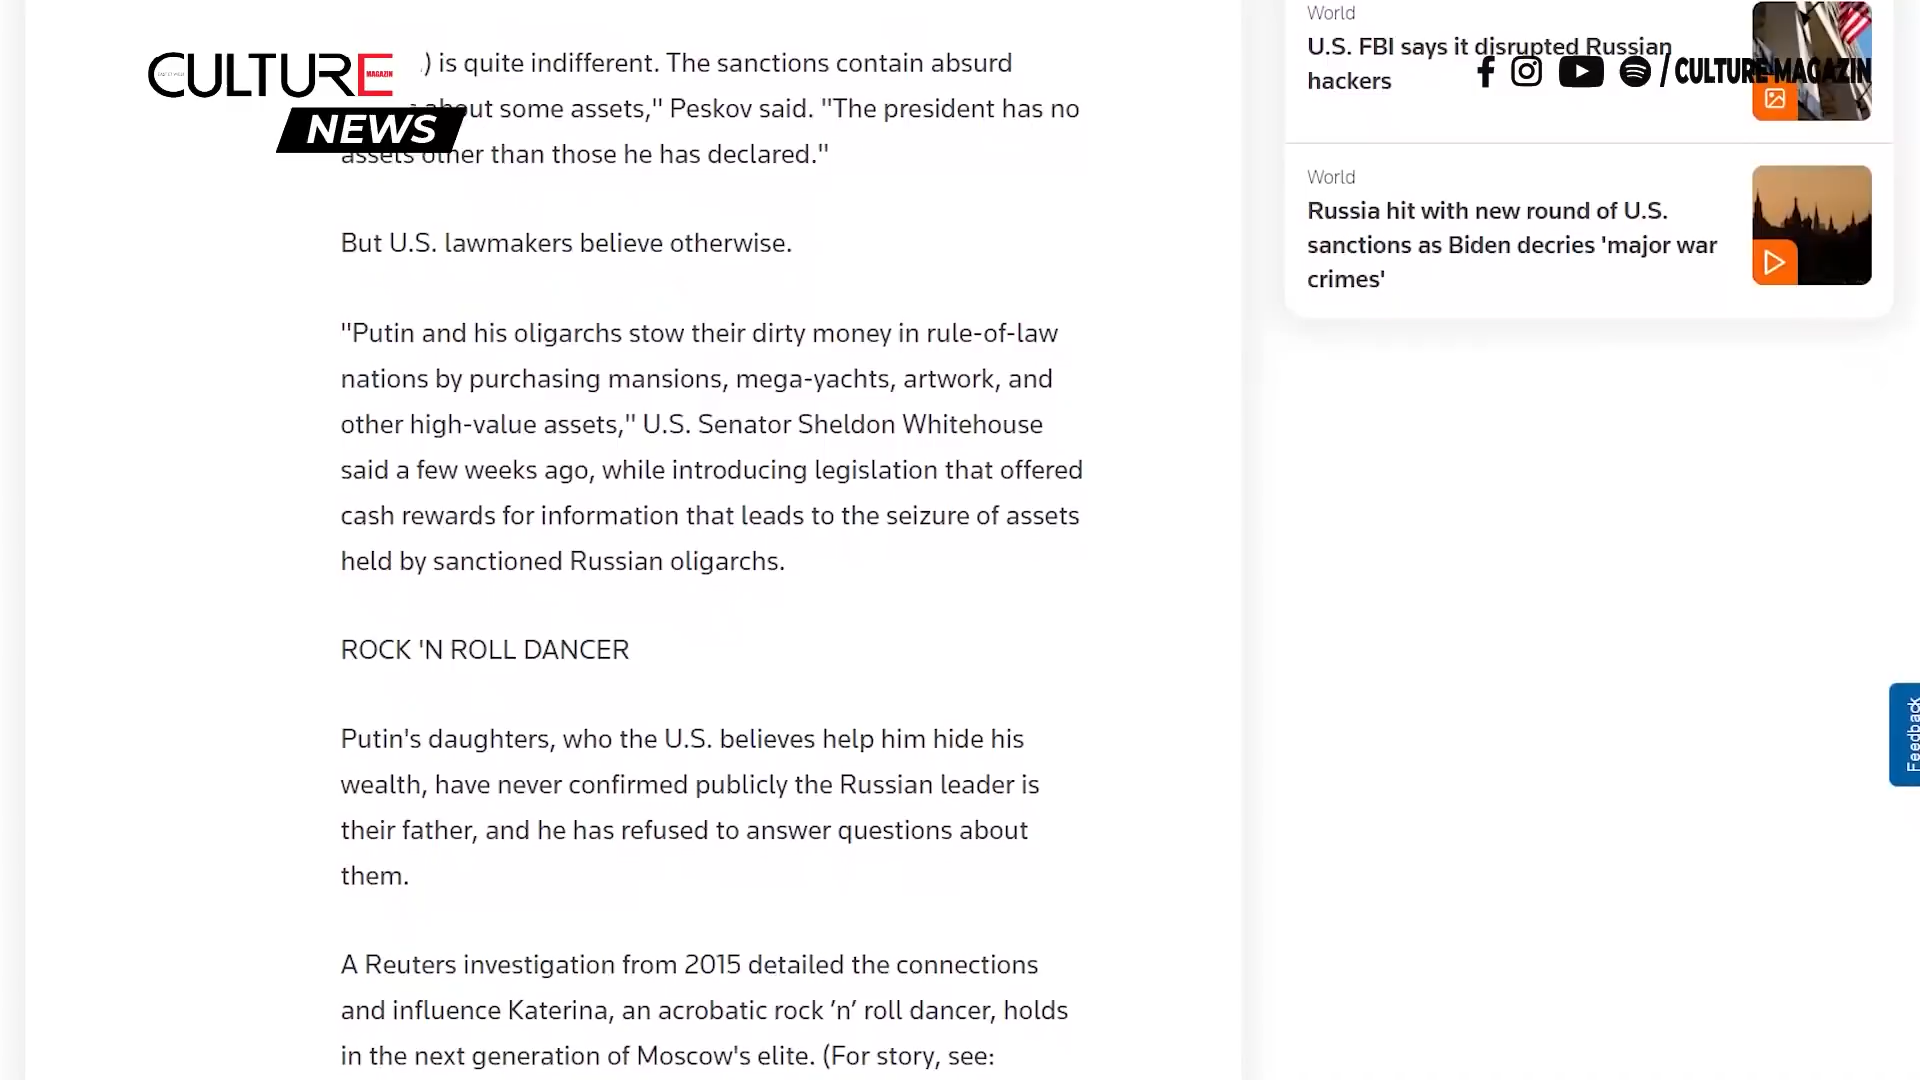 CULTURE
MAGAZIN
NEWS
.) is quite indifferent. The sanctions contain absurd
about some assets," Peskov said. "The president has no
assets other than those he has declared."
But U.S. lawmakers believe otherwise.
"Putin and his oligarchs stow their dirty money in rule-of-law
nations by purchasing mansions, mega-yachts, artwork, and
other high-value assets," U.S. Senator Sheldon Whitehouse
said a few weeks ago, while introducing legislation that offered
cash rewards for information that leads to the seizure of assets
held by sanctioned Russian oligarchs.
ROCK 'N ROLL DANCER
Putin's daughters, who the U.S. believes help him hide his
wealth, have never confirmed publicly the Russian leader is
their father, and he has refused to answer questions about
them.
A Reuters investigation from 2015 detailed the connections
and influence Katerina, an acrobatic rock ’n’ roll dancer, holds
in the next generation of Moscow's elite. (For story, see:
World
U.S. FBI says it disrupted Russian
hackers
/ CULTURE MAGAZIN
World
Russia hit with new round of U.S.
sanctions as Biden decries 'major war
crimes'
Feedback